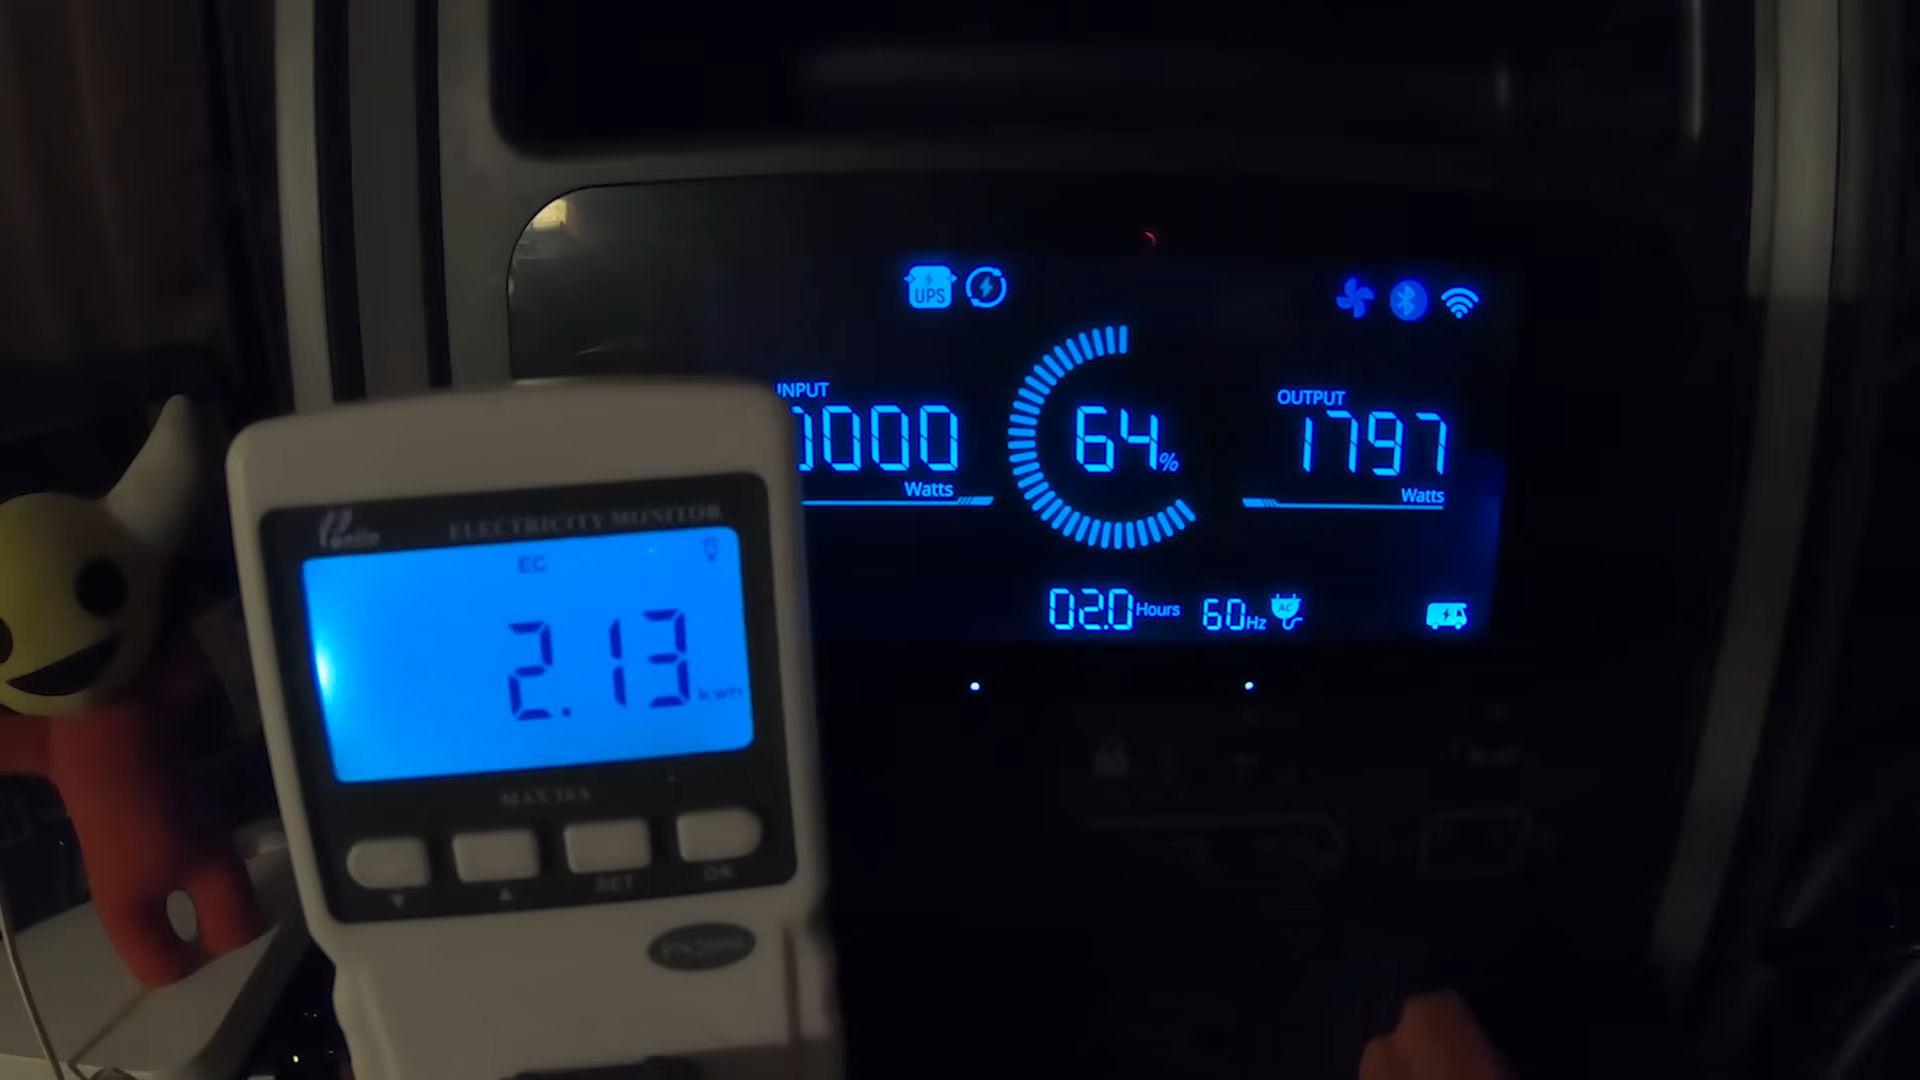 UPS
INPUT
0000
Watts
64%
OUTPUT
1797
Watts
02.0 Hours
60Hz
AC
ELECTRICITY MONITOR
EC
2.13 kwh
MAX 16A
SET
OK